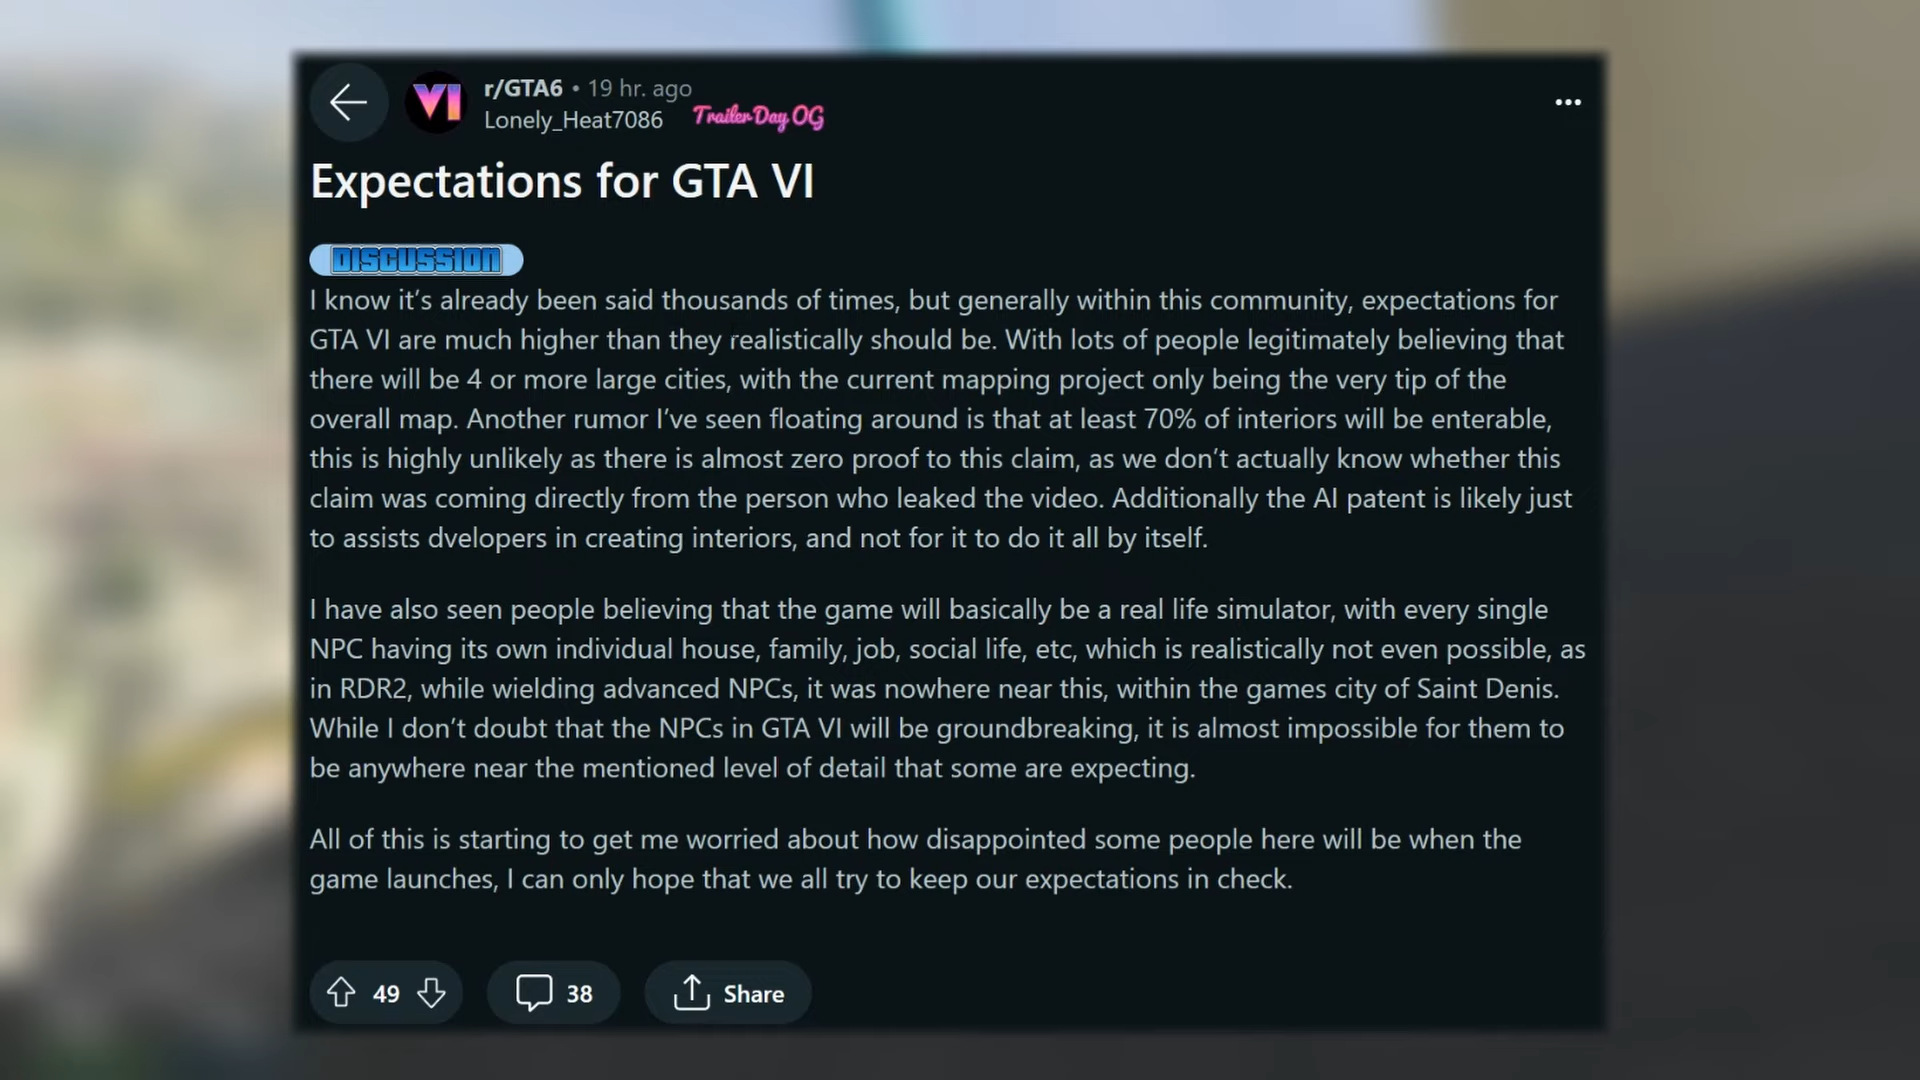 VI
r/GTA6 • 19 hr. ago
Lonely_Heat7086 Trailer Day OG
Expectations for GTA VI
DISCUSSION
I know it’s already been said thousands of times, but generally within this community, expectations for
GTA VI are much higher than they realistically should be. With lots of people legitimately believing that
there will be 4 or more large cities, with the current mapping project only being the very tip of the
overall map. Another rumor I’ve seen floating around is that at least 70% of interiors will be enterable,
this is highly unlikely as there is almost zero proof to this claim, as we don’t actually know whether this
claim was coming directly from the person who leaked the video. Additionally the AI patent is likely just
to assists dvelopers in creating interiors, and not for it to do it all by itself.
I have also seen people believing that the game will basically be a real life simulator, with every single
NPC having its own individual house, family, job, social life, etc, which is realistically not even possible, as
in RDR2, while wielding advanced NPCs, it was nowhere near this, within the games city of Saint Denis.
While I don’t doubt that the NPCs in GTA VI will be groundbreaking, it is almost impossible for them to
be anywhere near the mentioned level of detail that some are expecting.
All of this is starting to get me worried about how disappointed some people here will be when the
game launches, I can only hope that we all try to keep our expectations in check.
49 38 Share